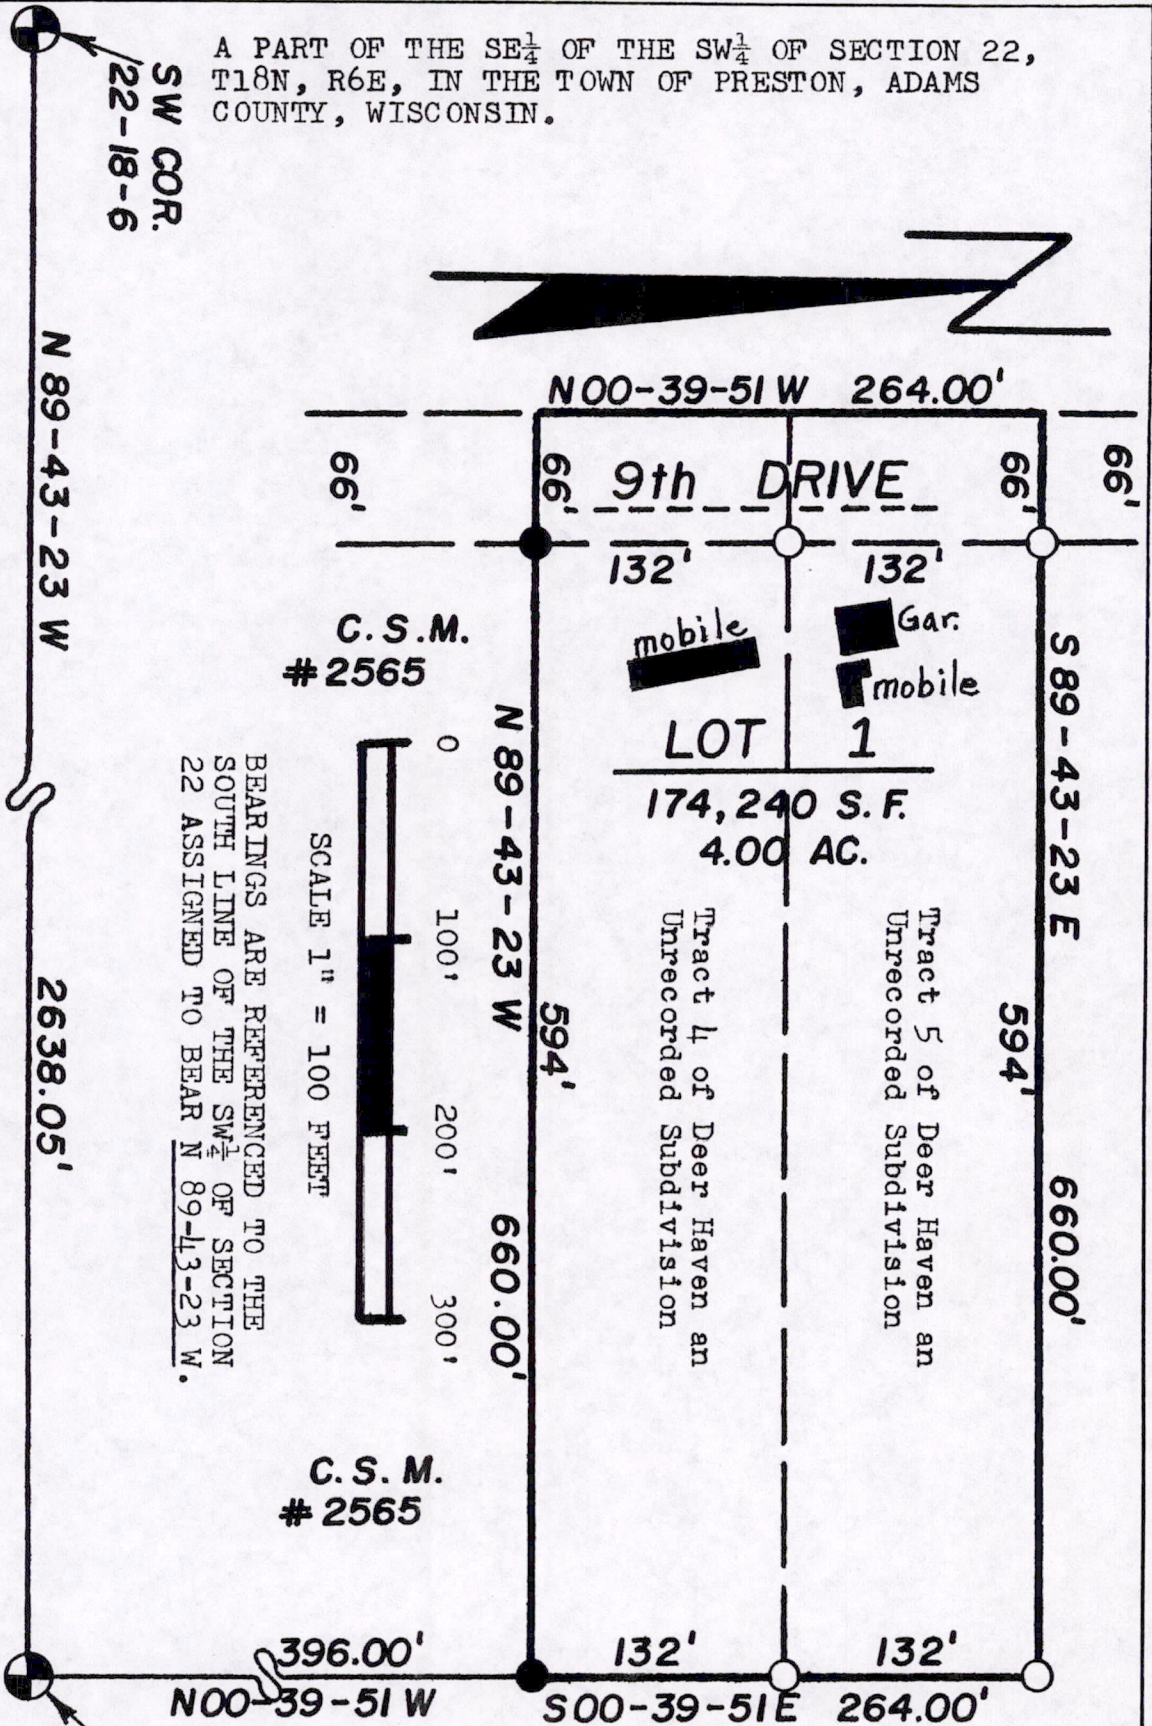 A PART OF THE SE¼ OF THE SW¼ OF SECTION 22,
T18N, R6E, IN THE TOWN OF PRESTON, ADAMS
COUNTY, WISCONSIN.
SW COR.
22-18-6
N
N00-39-51 W 264.00'
66'
66'
9th DRIVE
66'
66'
132'
132'
C.S.M.
#2565
mobile
Gar.
mobile
LOT 1
174,240 S.F.
4.00 AC.
N 89-43-23 W
2638.05'
N 89-43-23 W
594'
660.00'
S 89-43-23 E
594'
660.00'
Tract 5 of Deer Haven an
Unrecorded Subdivision
Tract 4 of Deer Haven an
Unrecorded Subdivision
0 100' 200' 300'
SCALE 1" = 100 FEET
BEARINGS ARE REFERENCED TO THE
SOUTH LINE OF THE SW¼ OF SECTION
22 ASSIGNED TO BEAR N 89-43-23 W.
C.S.M.
#2565
396.00'
132'
132'
N00-39-51 W
S00-39-51 E 264.00'